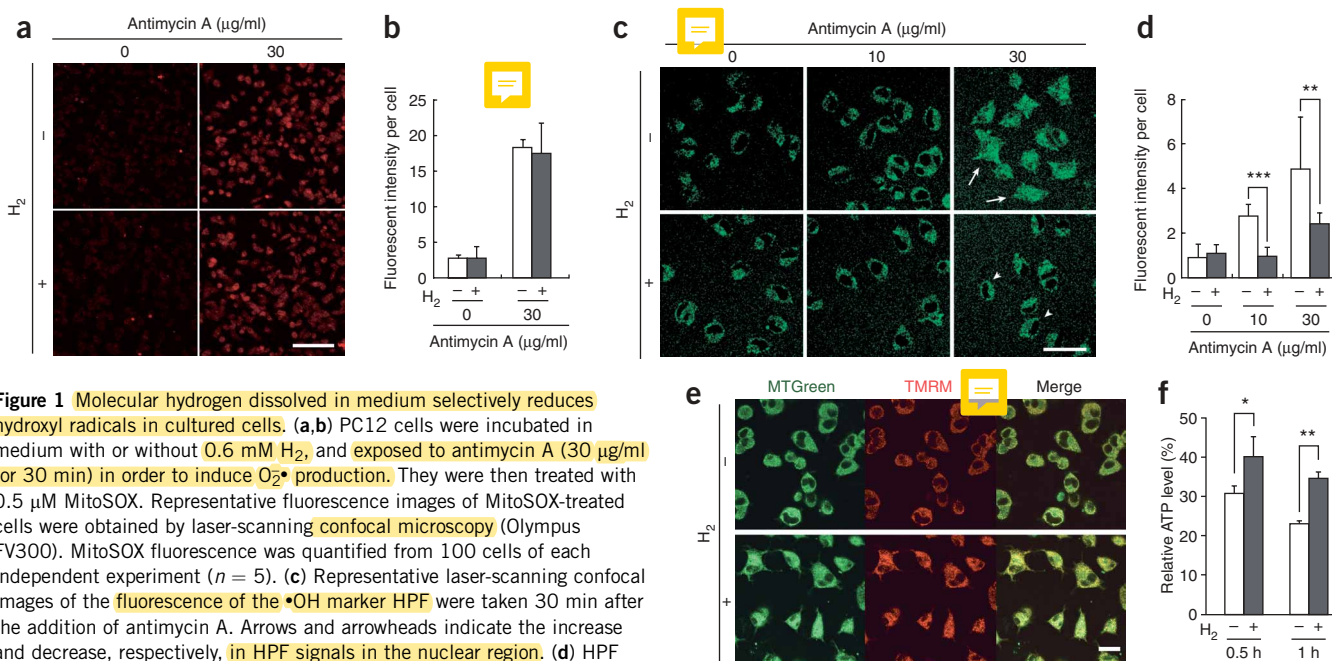 a
Antimycin A (µg/ml)
0 30
H2
–
+
b
Fluorescent intensity per cell
25
20
15
10
5
0
H2 – + – +
0 30
Antimycin A (µg/ml)
c
Antimycin A (µg/ml)
0 10 30
H2
–
+
d
Fluorescent intensity per cell
8
6
4
2
0
**
***
H2 – + – + – +
0 10 30
Antimycin A (µg/ml)
Figure 1 Molecular hydrogen dissolved in medium selectively reduces
hydroxyl radicals in cultured cells. (a,b) PC12 cells were incubated in
medium with or without 0.6 mM H2, and exposed to antimycin A (30 µg/ml
for 30 min) in order to induce O2–• production. They were then treated with
0.5 µM MitoSOX. Representative fluorescence images of MitoSOX-treated
cells were obtained by laser-scanning confocal microscopy (Olympus
FV300). MitoSOX fluorescence was quantified from 100 cells of each
independent experiment (n = 5). (c) Representative laser-scanning confocal
images of the fluorescence of the •OH marker HPF were taken 30 min after
the addition of antimycin A. Arrows and arrowheads indicate the increase
and decrease, respectively, in HPF signals in the nuclear region. (d) HPF
e
MTGreen TMRM Merge
H2
–
+
f
Relative ATP level (%)
50
40
30
20
10
0
*
**
H2 – + – +
0.5 h 1 h